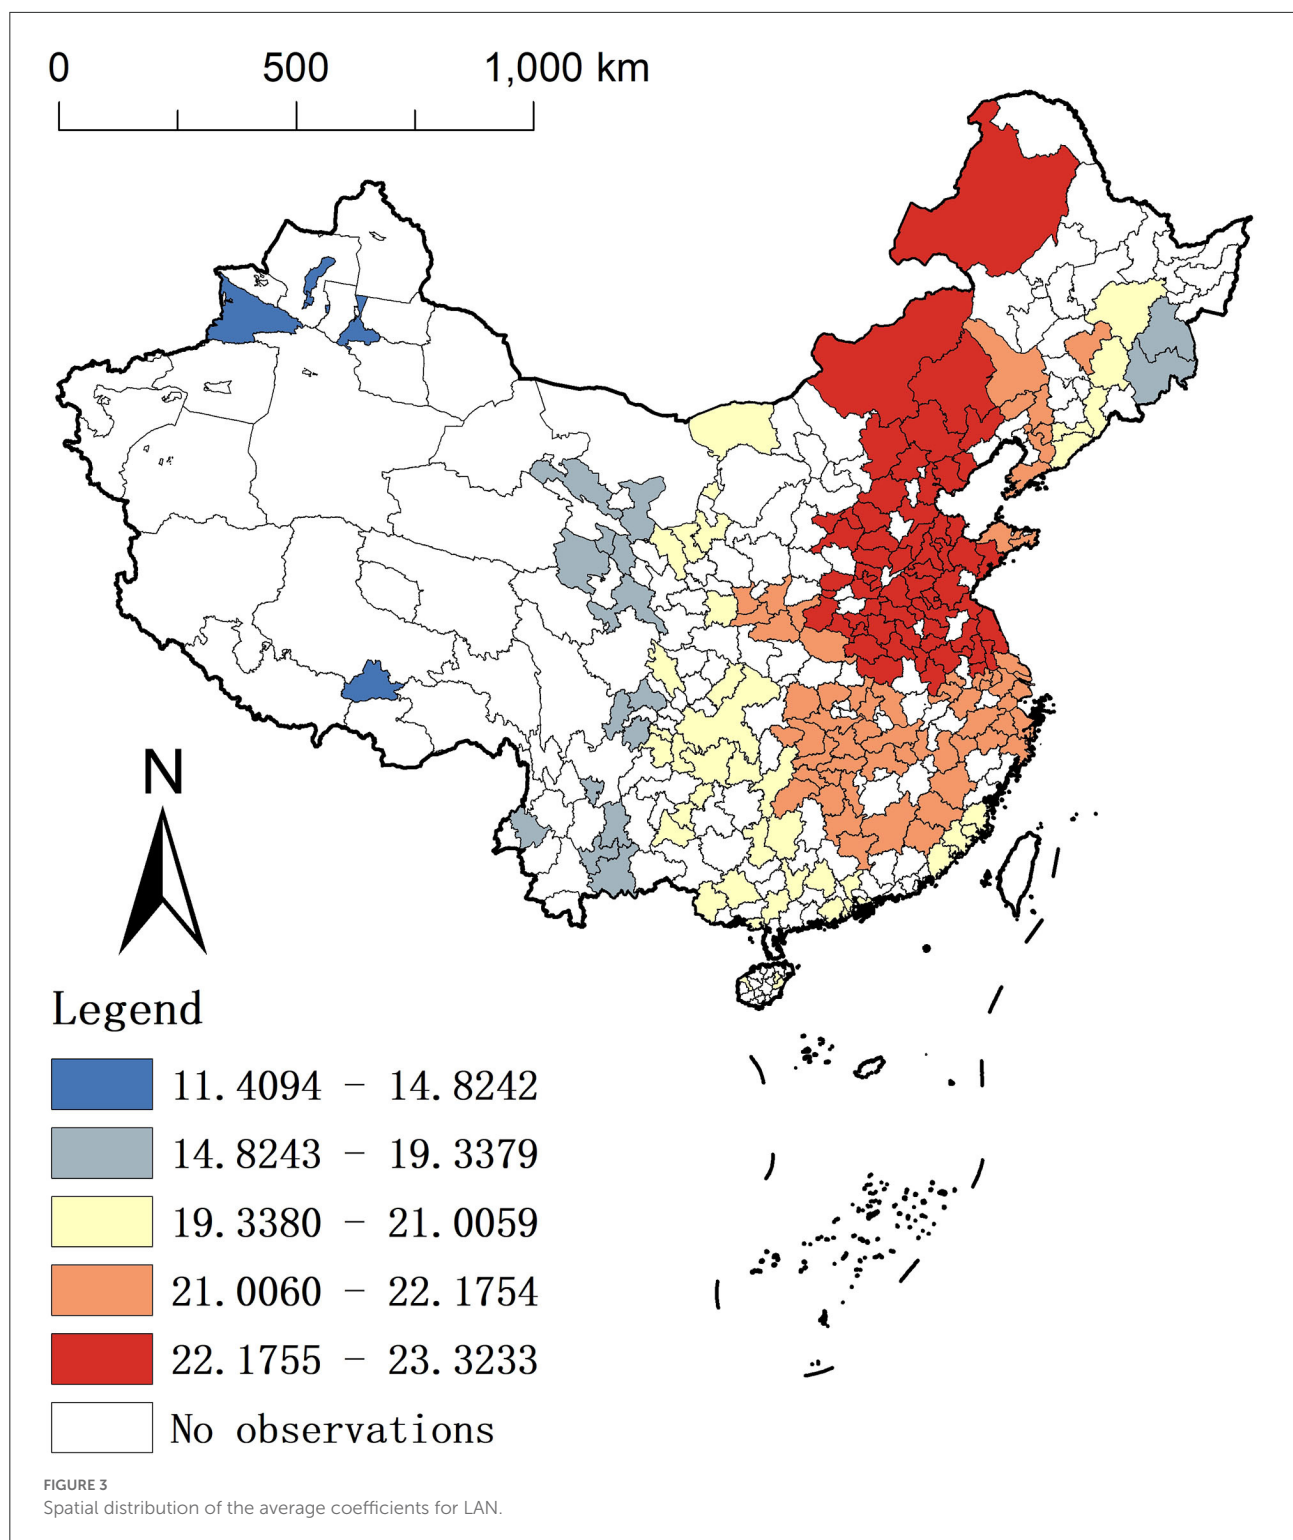 0 500 1,000 km
N
Legend
11.4094 - 14.8242
14.8243 - 19.3379
19.3380 - 21.0059
21.0060 - 22.1754
22.1755 - 23.3233
No observations
FIGURE 3
Spatial distribution of the average coefficients for LAN.